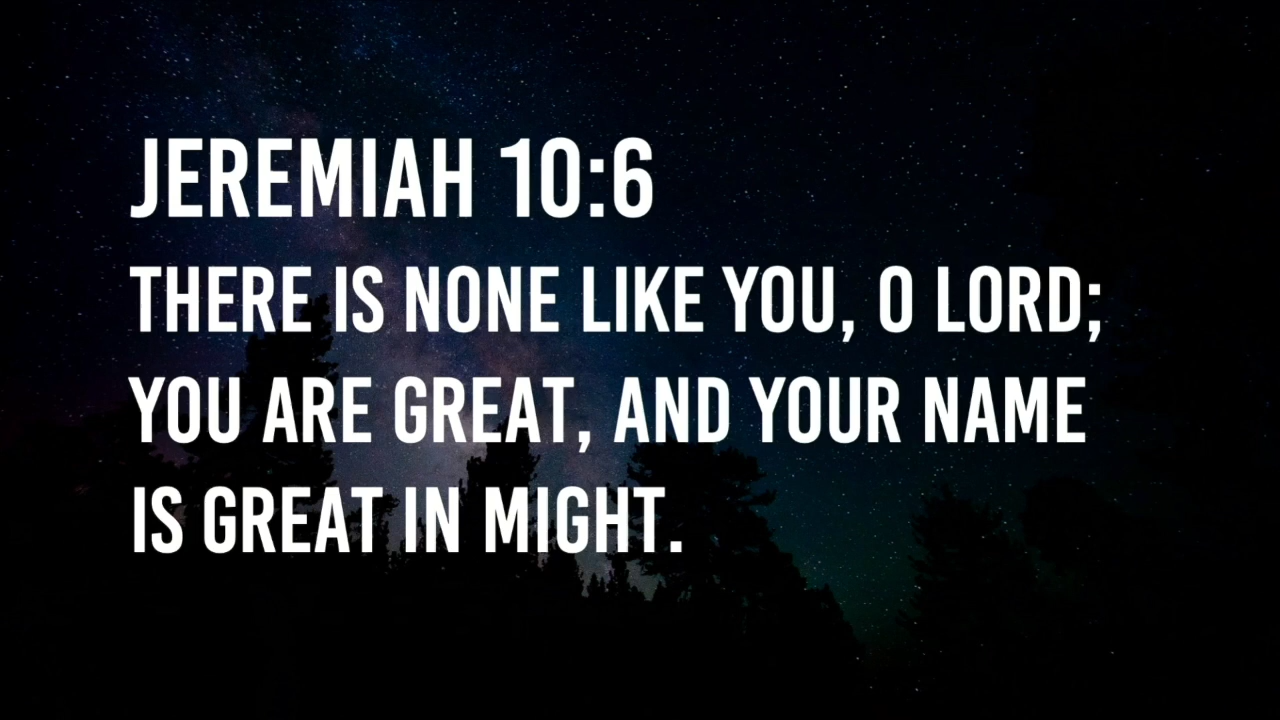 JEREMIAH 10:6
THERE IS NONE LIKE YOU, O LORD;
YOU ARE GREAT, AND YOUR NAME
IS GREAT IN MIGHT.